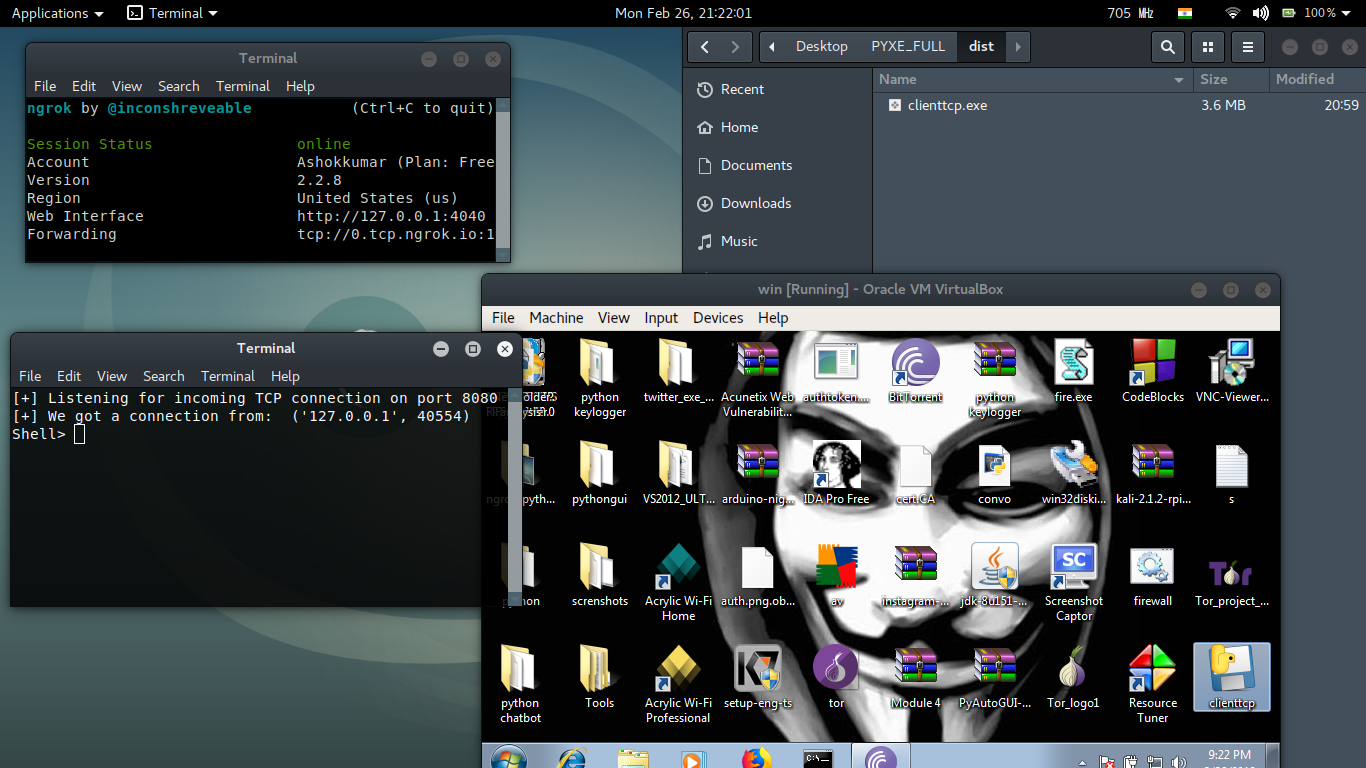 Applications
Terminal
Mon Feb 26, 21:22:01
705 MHz
100%
Terminal
File Edit View Search Terminal Help
ngrok by @inconshreveable (Ctrl+C to quit)
Session Status online
Account Ashokkumar (Plan: Free
Version 2.2.8
Region United States (us)
Web Interface http://127.0.0.1:4040
Forwarding tcp://0.tcp.ngrok.io:1
Desktop PYXE_FULL dist
Name Size Modified
clienttcp.exe 3.6 MB 20:59
Recent
Home
Documents
Downloads
Music
Terminal
File Edit View Search Terminal Help
[+] Listening for incoming TCP connection on port 8080
[+] We got a connection from: ('127.0.0.1', 40554)
Shell>
win [Running] - Oracle VM VirtualBox
File Machine View Input Devices Help
python keylogger
twitter_exe_...
Acunetix Web Vulnerabilit...
authtoken....
BitTorrent
python keylogger
fire.exe
CodeBlocks
VNC-Viewer...
pythongui
VS2012_ULT...
arduino-nig...
IDA Pro Free
cert.CA
convo
win32diski...
kali-2.1.2-rpi...
s
python
screnshots
Acrylic Wi-Fi Home
auth.png.ob...
av
instagram-...
jdk-8u151-...
SC
Screenshot Captor
firewall
Tor
Tor_project_...
python chatbot
Tools
Acrylic Wi-Fi Professional
setup-eng-ts
tor
Module 4
PyAutoGUI-...
Tor_logo1
Resource Tuner
clienttcp
C:\
9:22 PM